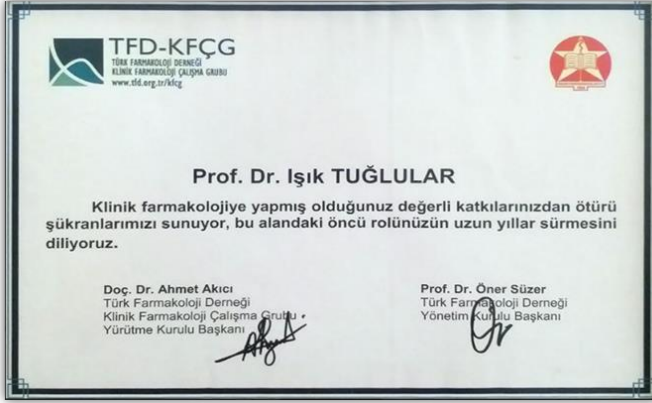 TFD-KFÇG
TÜRK FARMAKOLOJİ DERNEĞİ
KLİNİK FARMAKOLOJİ ÇALIŞMA GRUBU
www.tfd.org.tr/kfcg
Prof. Dr. Işık TUĞLULAR
Klinik farmakolojiye yapmış olduğunuz değerli katkılarınızdan ötürü
şükranlarımızı sunuyor, bu alandaki öncü rolünüzün uzun yıllar sürmesini
diliyoruz.
Doç. Dr. Ahmet Akıcı
Türk Farmakoloji Derneği
Klinik Farmakoloji Çalışma Grubu
Yürütme Kurulu Başkanı
Prof. Dr. Öner Süzer
Türk Farmakoloji Derneği
Yönetim Kurulu Başkanı